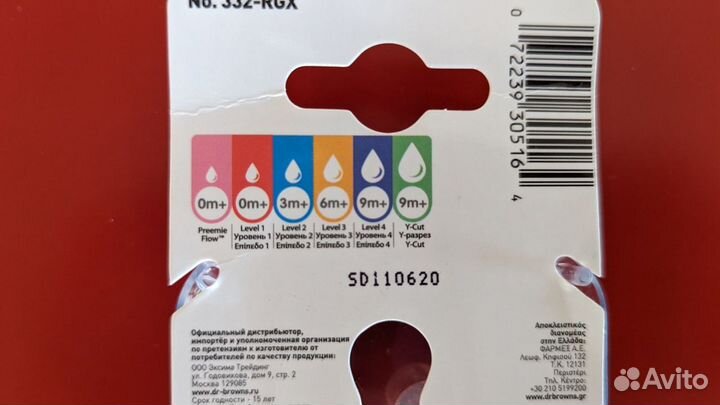 No. 332-RGX
0 72239 30516 4
0m+ 0m+ 3m+ 6m+ 9m+ 9m+
Preemie Flow™
Level 1
Уровень 1
Επίπεδο 1
Level 2
Уровень 2
Επίπεδο 2
Level 3
Уровень 3
Επίπεδο 3
Level 4
Уровень 4
Επίπεδο 4
Y-Cut
Y-разрез
Y-Cut
SD110620
Официальный дистрибьютор,
импортёр и уполномоченная организация
по претензиям к изготовителю от
потребителей по качеству продукции:
ООО Эксима Трейдинг
ул. Годовикова, дом 9, стр. 2
Москва 129085
www.dr-browns.ru
Срок годности - 15 лет
Αποκλειστικός
διανομέας
στην Ελλάδα:
ΦΑΡΜΕΞ Α.Ε.
Λεωφ. Κηφισού 132
Τ.Κ. 12131
Περιστέρι
Τηλ. Κέντρο:
+30 210 5199200
www.dr-browns.gr
Avito